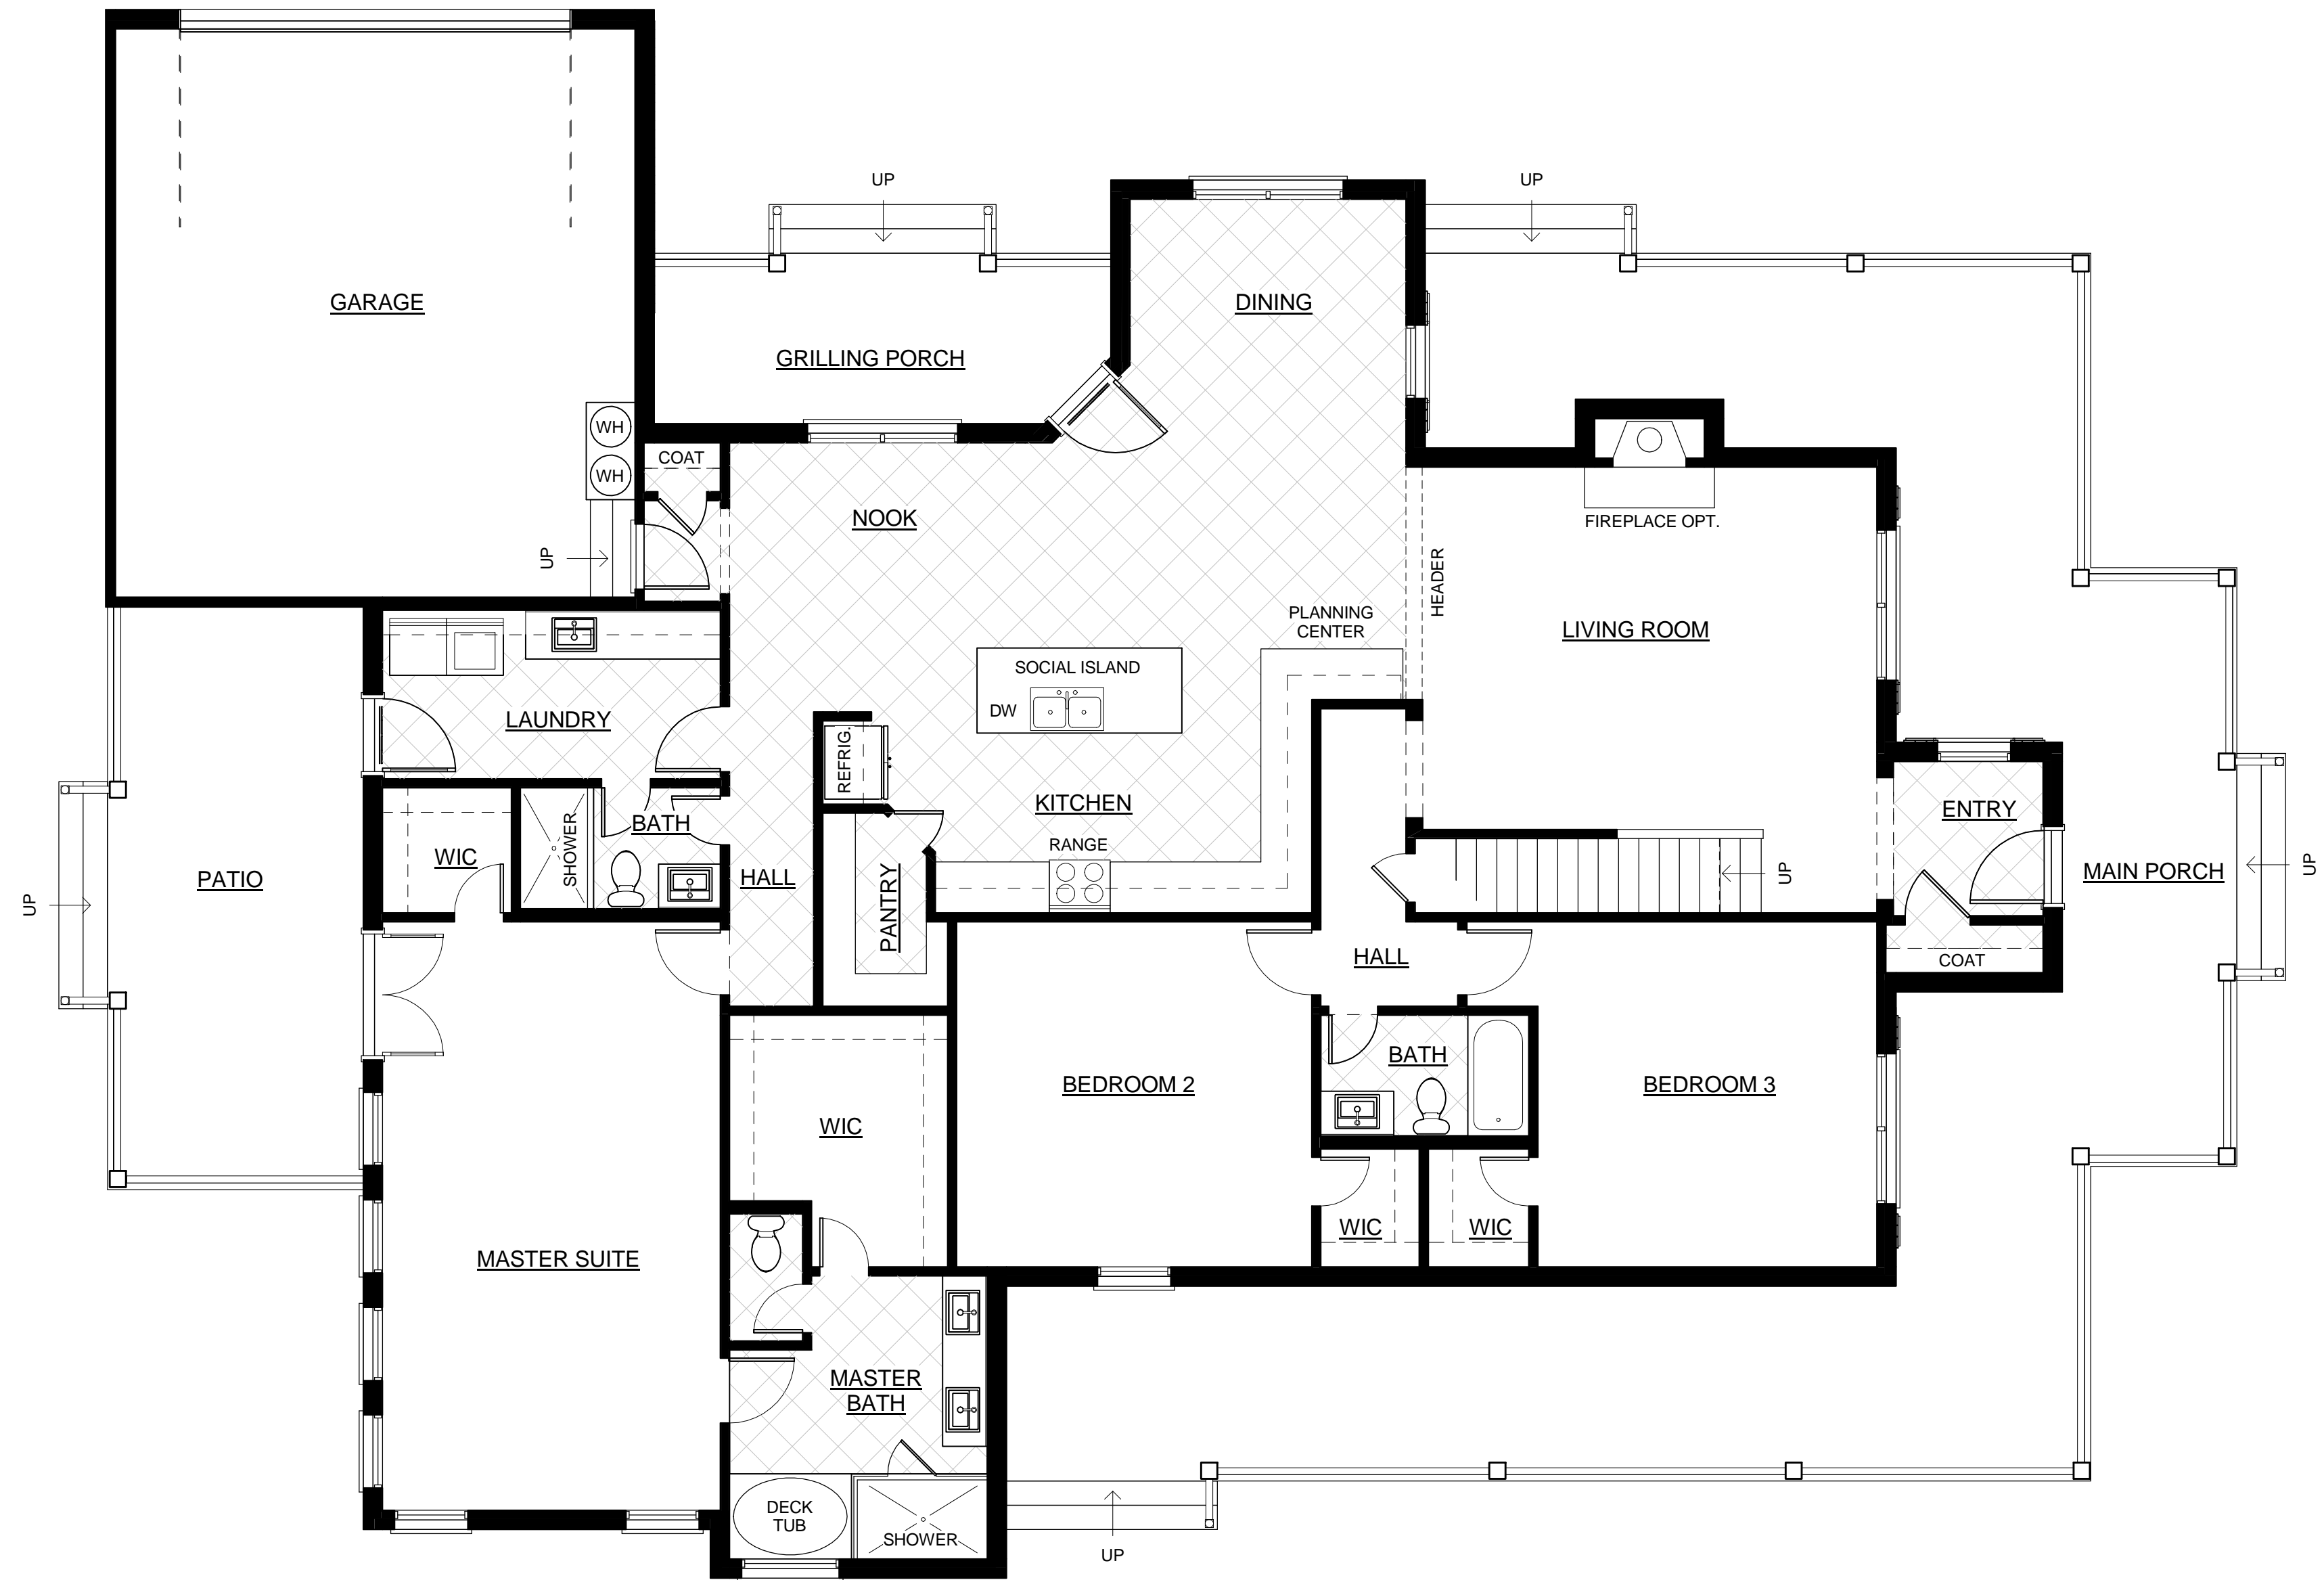 UP
UP
GARAGE
DINING
GRILLING PORCH
WH
COAT
WH
NOOK
FIREPLACE OPT.
UP
HEADER
PLANNING
CENTER
LIVING ROOM
SOCIAL ISLAND
DW
LAUNDRY
REFRIG.
KITCHEN
ENTRY
BATH
RANGE
SHOWER
WIC
PATIO
HALL
PANTRY
UP
MAIN PORCH
UP
UP
HALL
COAT
BATH
BEDROOM 2
BEDROOM 3
WIC
WIC
WIC
MASTER SUITE
MASTER
BATH
DECK
TUB
SHOWER
UP